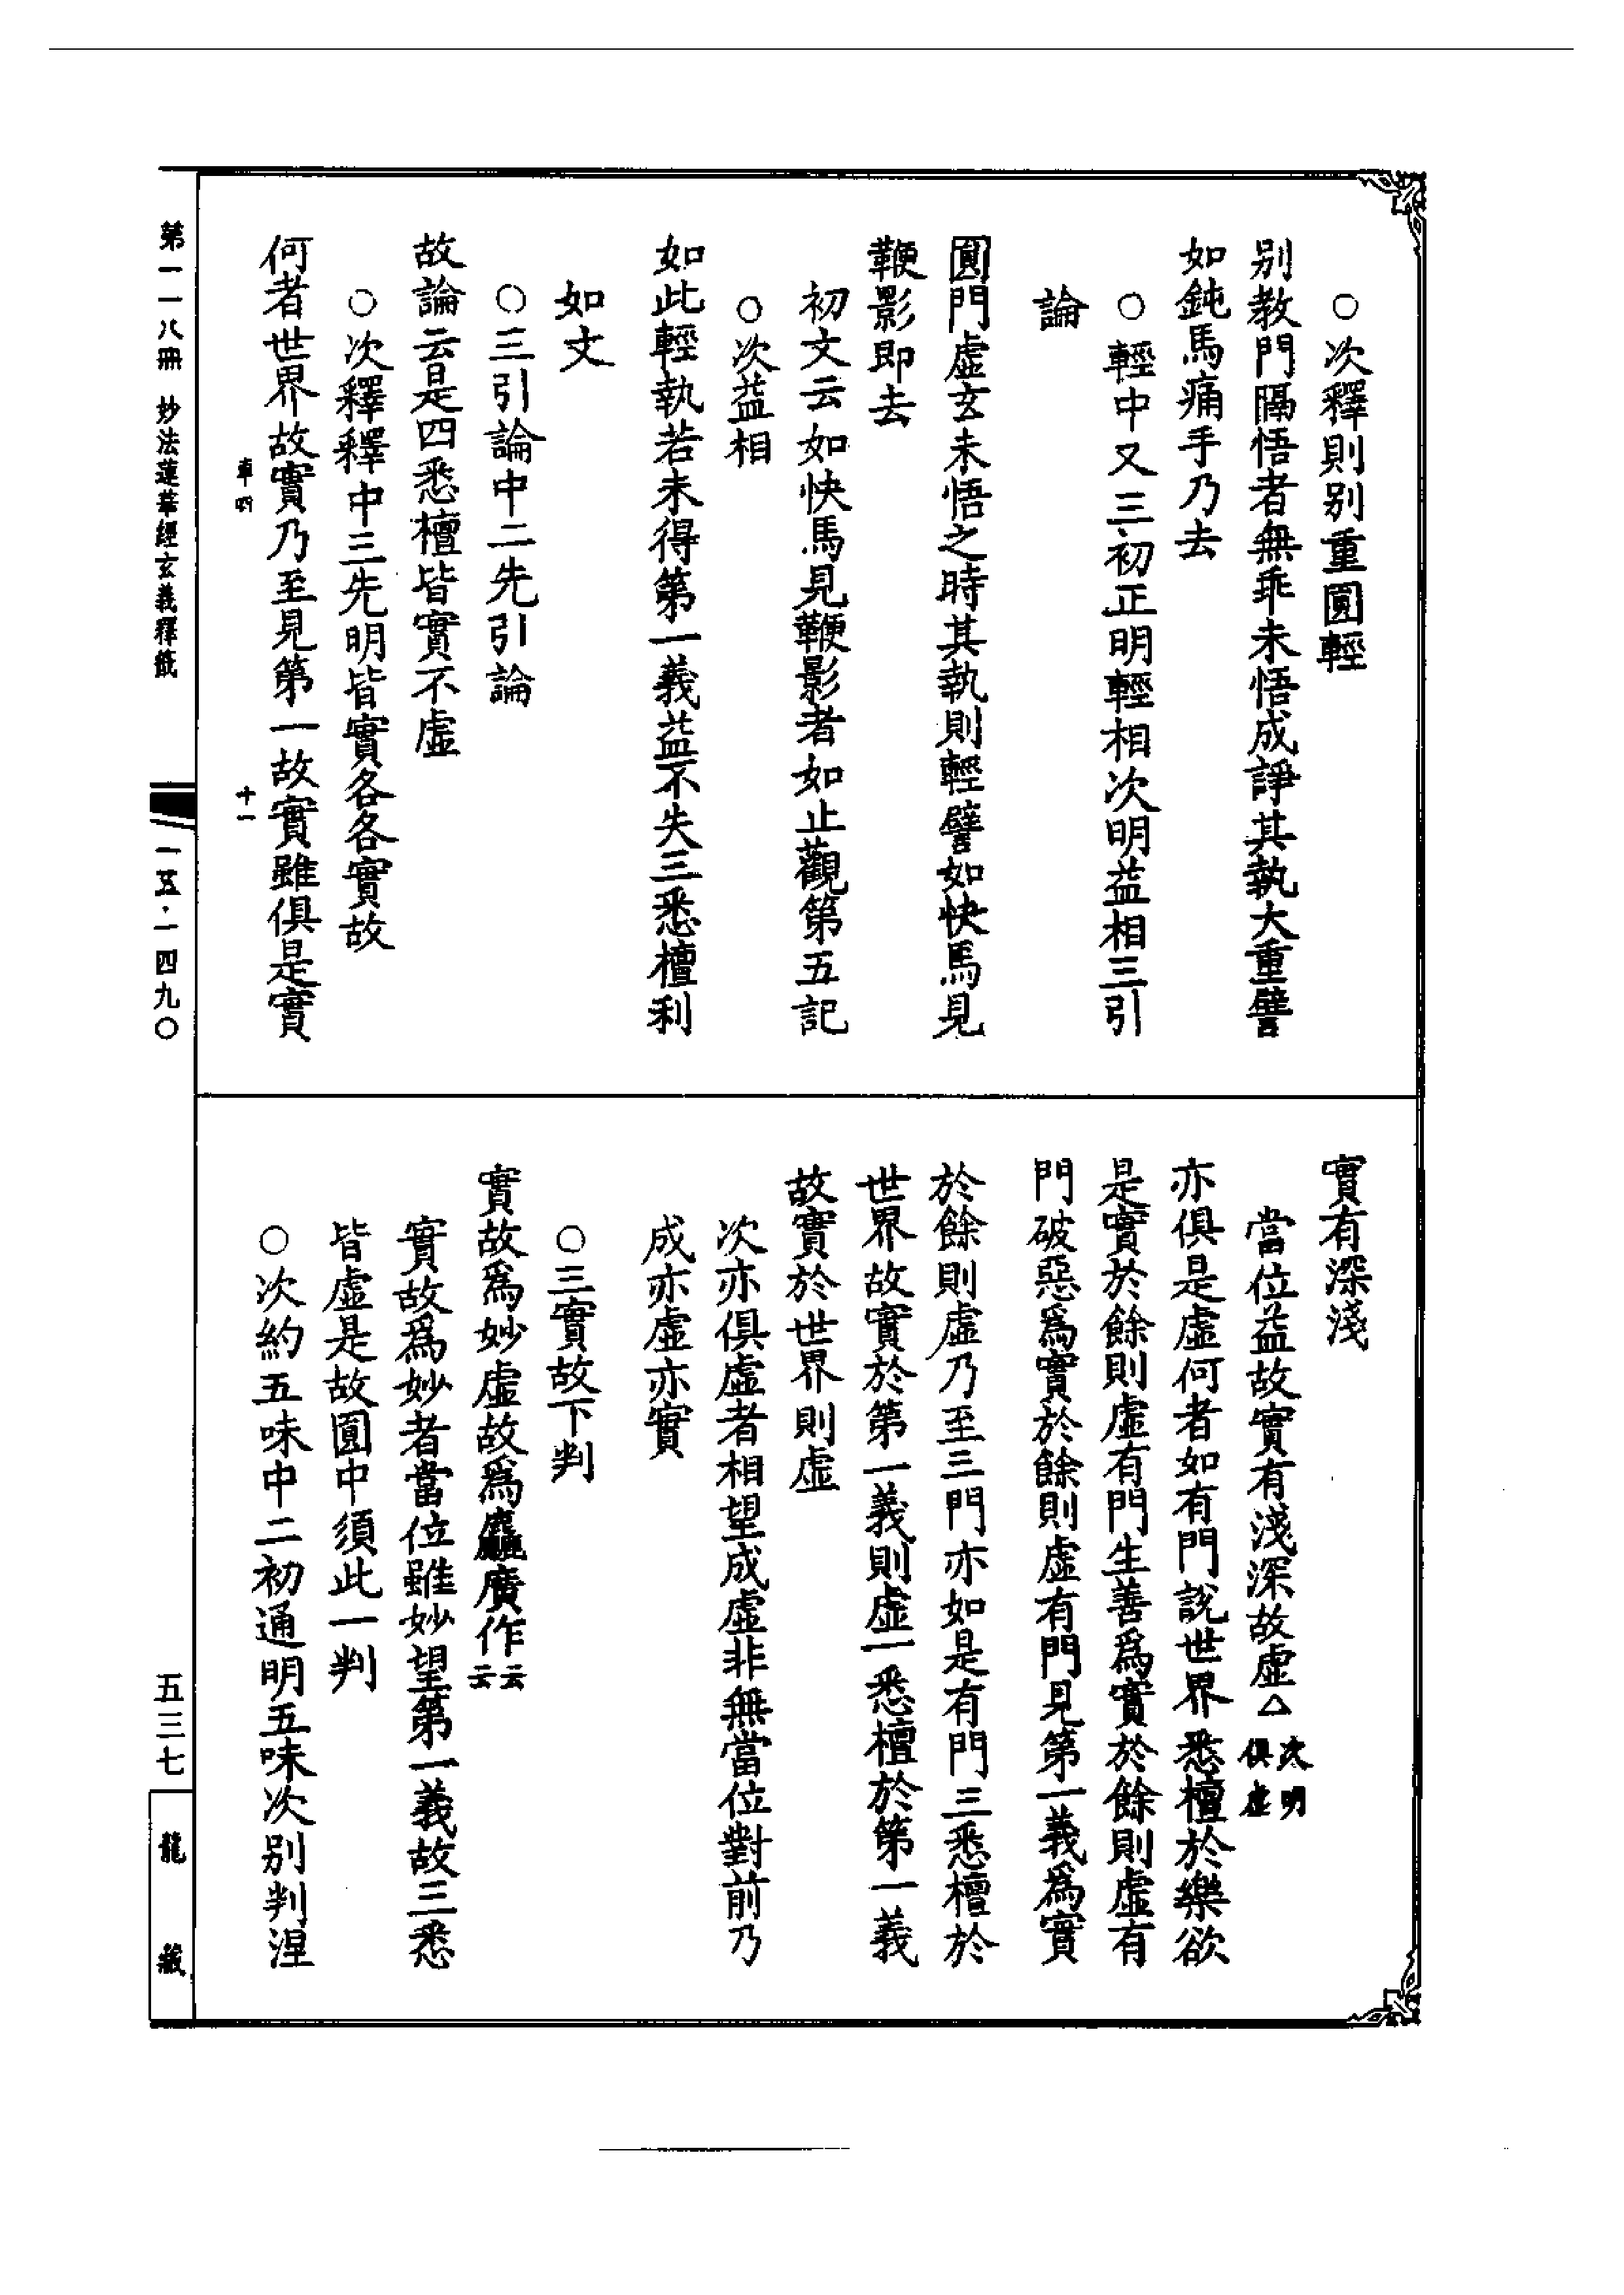 ○次釋則別重圓輕
別教門隔悟者無乖未悟成諍其執大重譬
如鈍馬痛手乃去
○輕中又三初正明輕相次明益相三引
論
圓門虛玄未悟之時其執則輕譬如快馬見
鞭影即去
初文云如快馬見鞭影者如止觀第五記
○次益相
如此輕執若未得第一義益不失三悉檀利
如文
○三引論中二先引論
故論云是四悉檀皆實不虛
○次釋釋中三先明皆實各各實故
何者世界故實乃至見第一故實雖俱是實
十一
實有深淺
當位益故實有淺深故虛△次明俱虛
亦俱是虛何者如有門說世界悉檀於樂欲
是實於餘則虛有門生善為實於餘則虛有
門破惡為實於餘則虛有門見第一義為實
於餘則虛乃至三門亦如是有門三悉檀於
世界故實於第一義則虛一悉檀於第一義
故實於世界則虛
次亦俱虛者相望成虛非無當位對前乃
成亦虛亦實
○三實故下判
實故為妙虛故為麤廣作云云
實故為妙者當位雖妙望第一義故三悉
皆虛是故圓中須此一判
○次約五味中二初通明五味次別判涅
第一一八冊 妙法蓮華經玄義釋籤
一五·一四九○
五三七
龍藏